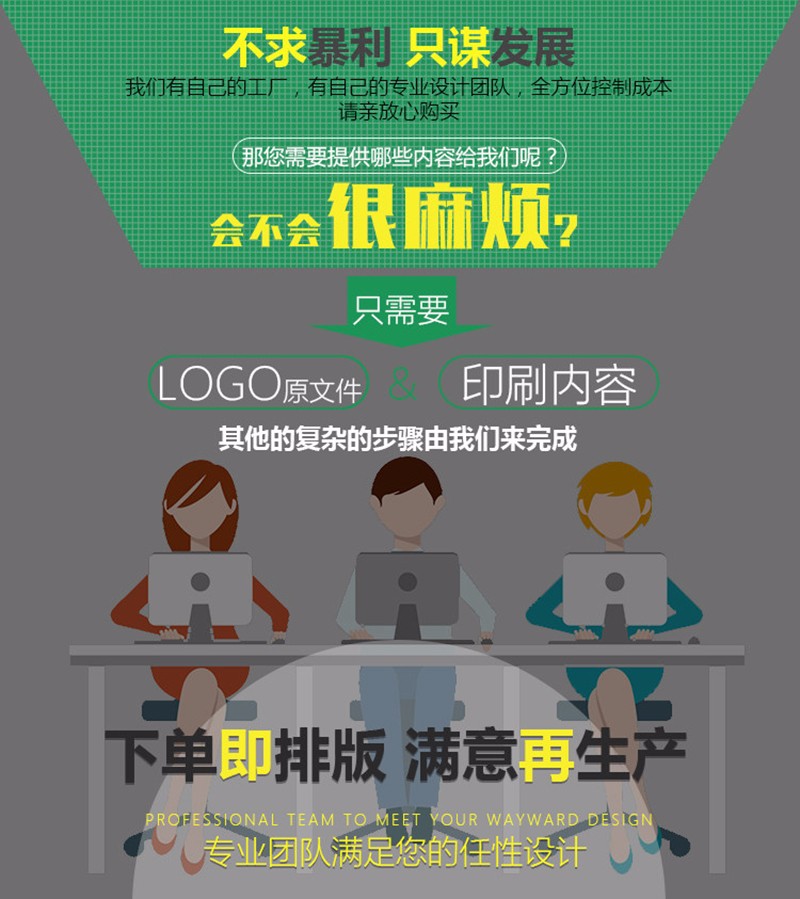 不求暴利 只谋发展
我们有自己的工厂，有自己的专业设计团队，全方位控制成本
请亲放心购买
那您需要提供哪些内容给我们呢？
会不会很麻烦?
只需要
LOGO原文件 & 印刷内容
其他的复杂的步骤由我们来完成
下单即排版 满意再生产
PROFESSIONAL TEAM TO MEET YOUR WAYWARD DESIGN
专业团队满足您的任性设计